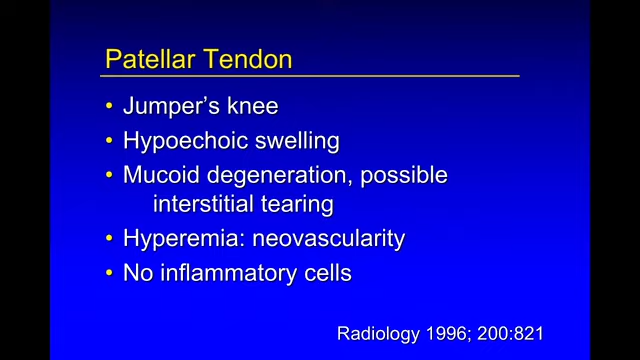 Patellar Tendon
• Jumper's knee
• Hypoechoic swelling
• Mucoid degeneration, possible
interstitial tearing
• Hyperemia: neovascularity
• No inflammatory cells
Radiology 1996; 200:821